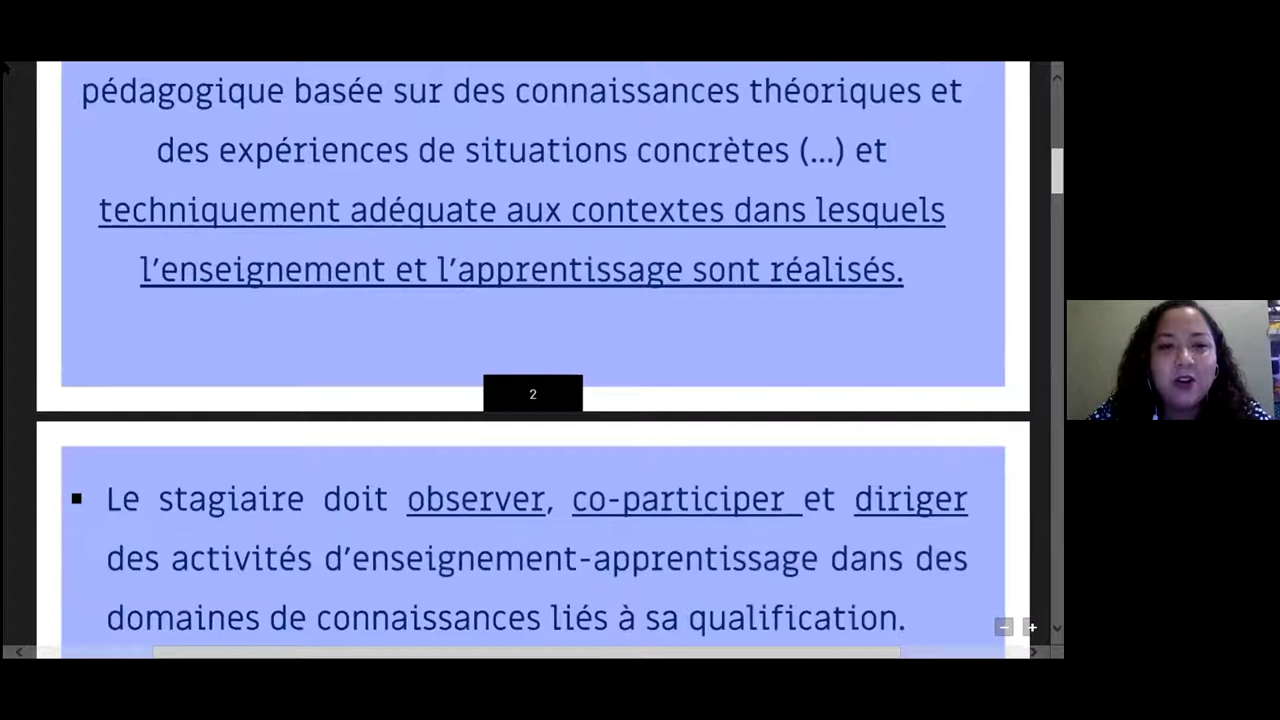 pédagogique basée sur des connaissances théoriques et
des expériences de situations concrètes (...) et
techniquement adéquate aux contextes dans lesquels
l'enseignement et l'apprentissage sont réalisés.
2
▪ Le stagiaire doit observer, co-participer et diriger
des activités d'enseignement-apprentissage dans des
domaines de connaissances liés à sa qualification.